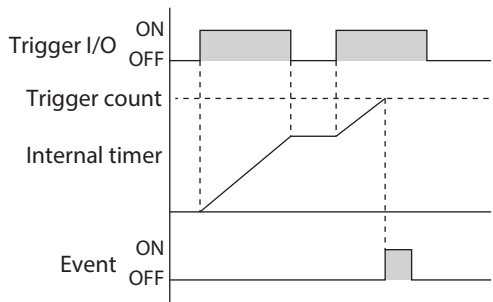 ON
Trigger I/O
OFF
Trigger count
Internal timer
ON
Event
OFF